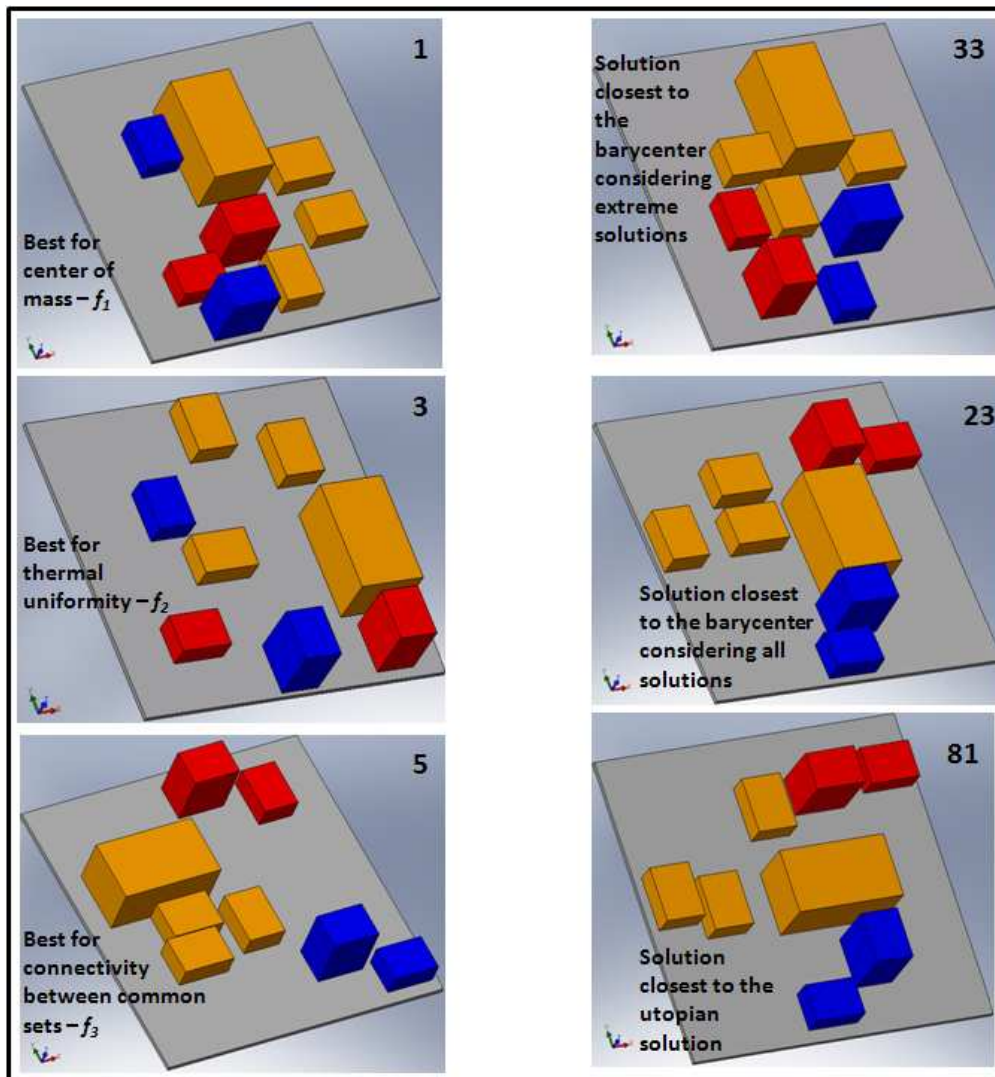 1
Best for
center of
mass – f₁
33
Solution
closest to
the
barycenter
considering
extreme
solutions
3
Best for
thermal
uniformity – f₂
23
Solution closest
to the barycenter
considering all
solutions
5
Best for
connectivity
between common
sets – f₃
81
Solution
closest to the
utopian
solution